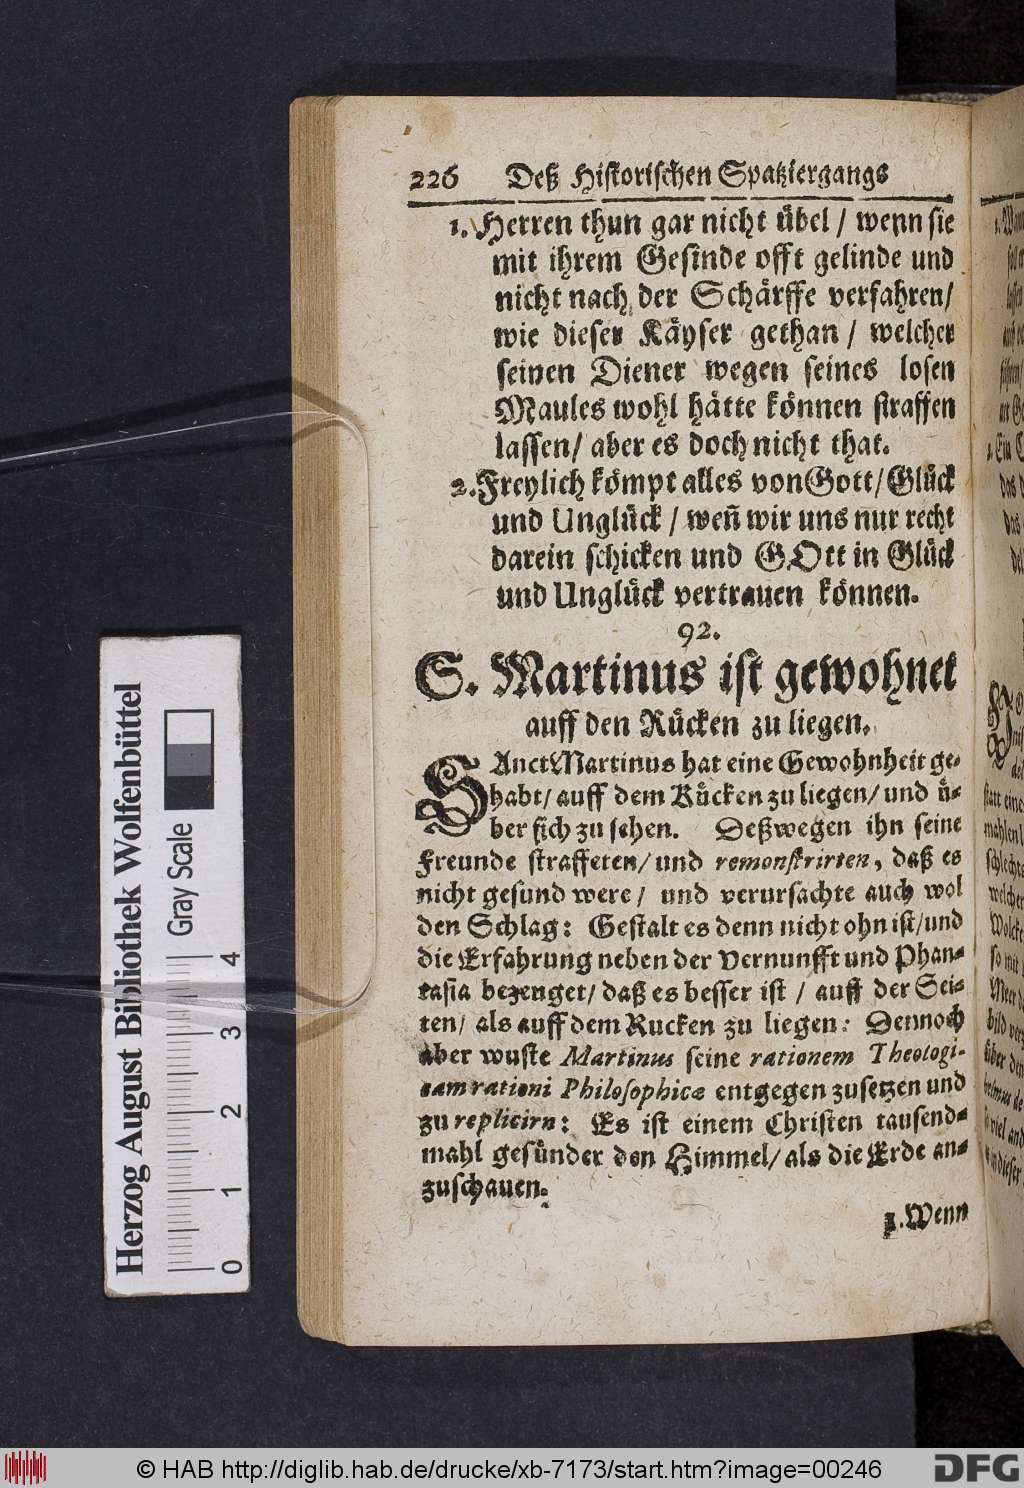 226 Deß Historischen Spatziergangs
1. Herren thun gar nicht übel / wenn sie
mit ihrem Gesinde offt gelinde und
nicht nach der Schärffe verfahren/
wie dieser Käyser gethan / welcher
seinen Diener wegen seines losen
Maules wohl hätte können straffen
lassen/ aber es doch nicht that.
2. Freylich kömpt alles von Gott/ Glück
und Unglück / weñ wir uns nur recht
darein schicken und GOtt in Glück
und Unglück vertrauen können.
92.
S. Martinus ist gewohnet
auff den Rücken zu liegen.
SAnct Martinus hat eine Gewohnheit ge-
habt/ auff dem Rücken zu liegen/ und ü-
ber sich zu sehen. Deßwegen ihn seine
Freunde straffeten/ und remonstrirten, daß es
nicht gesund were / und verursachte auch wol
den Schlag: Gestalt es denn nicht ohn ist/ und
die Erfahrung neben der Vernunfft und Phan-
tasia bezeuget/ daß es besser ist / auff der Sei-
ten/ als auff dem Rucken zu liegen: Dennoch
aber wuste Martinus seine rationem Theologi-
cam rationi Philosophicæ entgegen zusetzen und
zu replicirn: Es ist einem Christen tausend-
mahl gesünder den Himmel/ als die Erde an-
zuschauen.
1. Wenn
Herzog August Bibliothek Wolfenbüttel
Gray Scale
0 1 2 3 4
© HAB http://diglib.hab.de/drucke/xb-7173/start.htm?image=00246
DFG